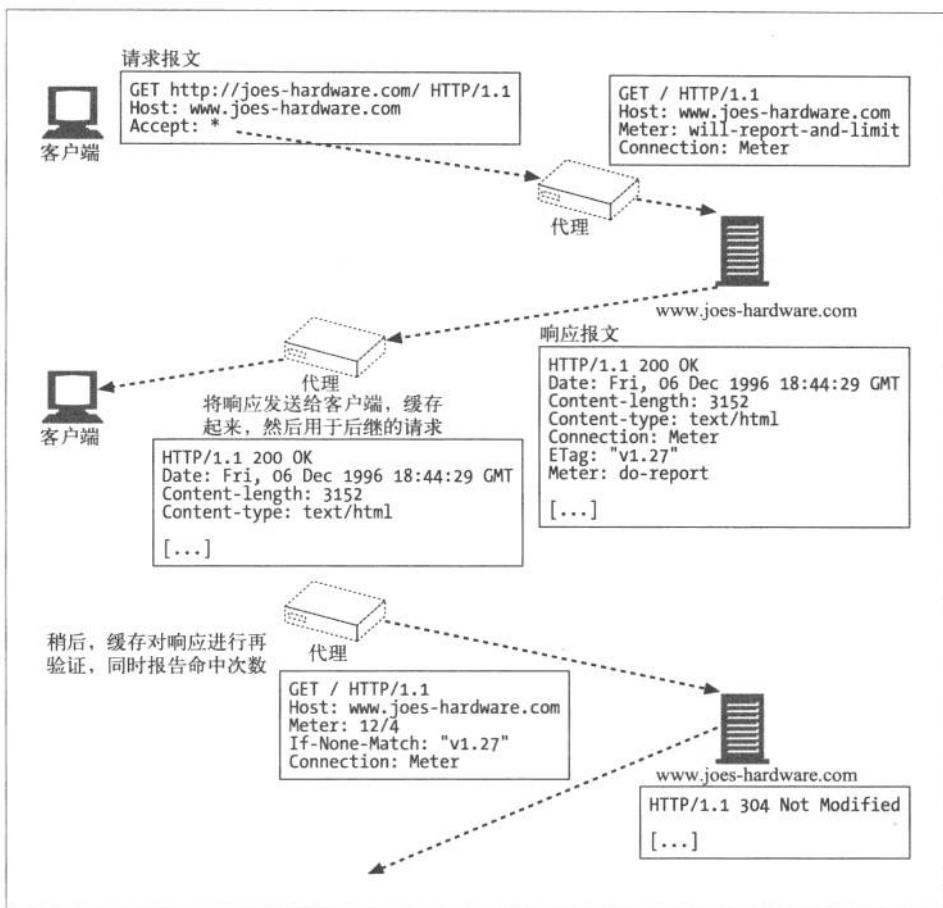 请求报文
GET http://joes-hardware.com/ HTTP/1.1
Host: www.joes-hardware.com
Accept: *
客户端
GET / HTTP/1.1
Host: www.joes-hardware.com
Meter: will-report-and-limit
Connection: Meter
代理
www.joes-hardware.com
响应报文
HTTP/1.1 200 OK
Date: Fri, 06 Dec 1996 18:44:29 GMT
Content-length: 3152
Content-type: text/html
Connection: Meter
ETag: "v1.27"
Meter: do-report
[...]
代理
将响应发送给客户端，缓存
起来，然后用于后继的请求
客户端
HTTP/1.1 200 OK
Date: Fri, 06 Dec 1996 18:44:29 GMT
Content-length: 3152
Content-type: text/html
[...]
稍后，缓存对响应进行再
验证，同时报告命中次数
代理
GET / HTTP/1.1
Host: www.joes-hardware.com
Meter: 12/4
If-None-Match: "v1.27"
Connection: Meter
www.joes-hardware.com
HTTP/1.1 304 Not Modified
[...]